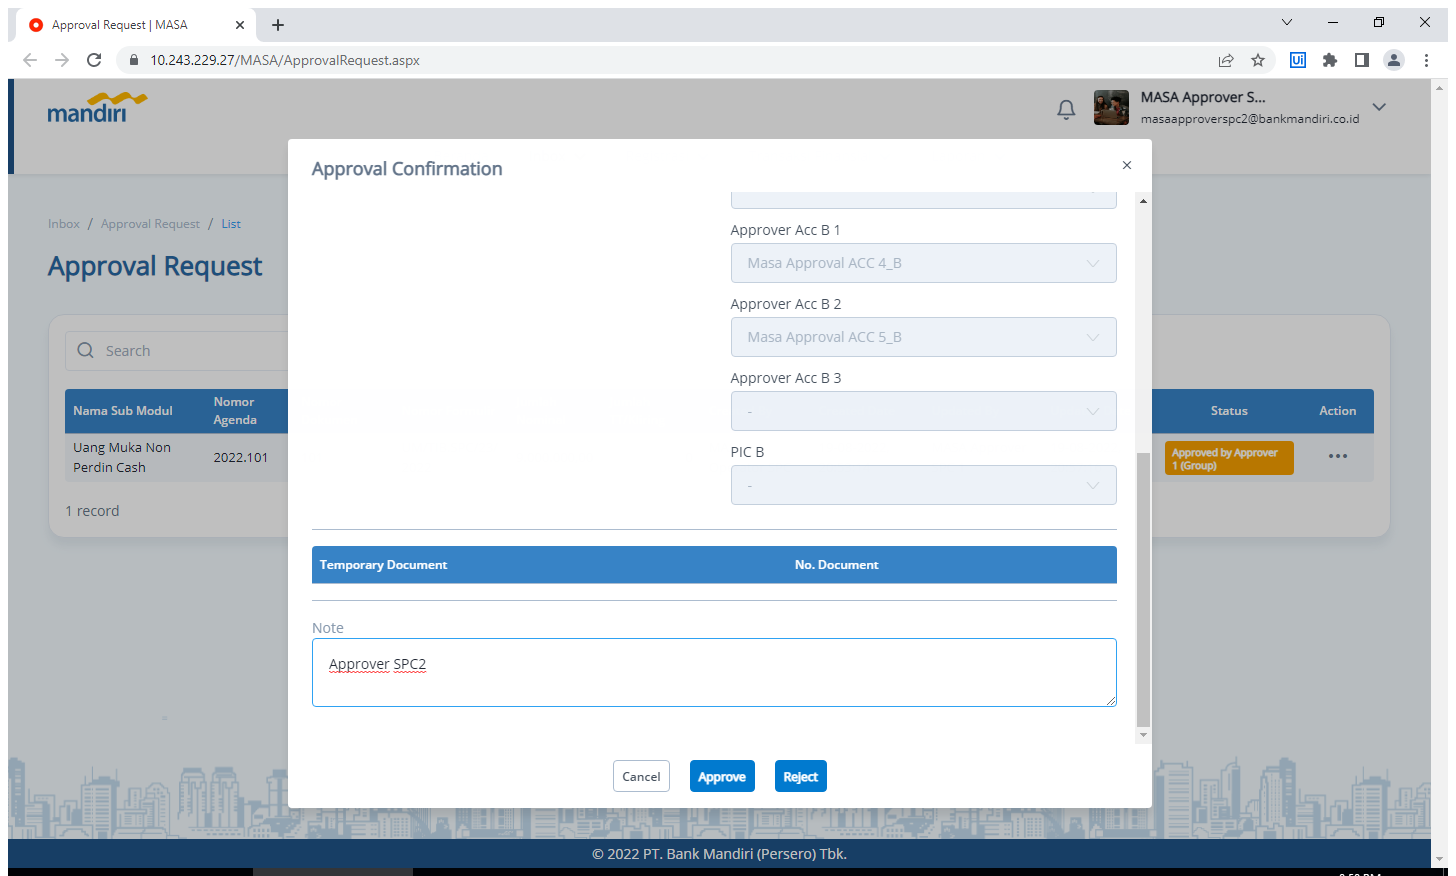 Approval Request | MASA
10.243.229.27/MASA/ApprovalRequest.aspx
Ui
mandiri
MASA Approver S...
masaapproverspc2@bankmandiri.co.id
Approval Confirmation
Inbox / Approval Request / List
Approval Request
Search
Nama Sub Modul
Nomor
Agenda
Status
Action
Uang Muka Non
Perdin Cash
2022.101
Approved by Approver
1 (Group)
1 record
Approver Acc B 1
Masa Approval ACC 4_B
Approver Acc B 2
Masa Approval ACC 5_B
Approver Acc B 3
-
PIC B
-
Temporary Document
No. Document
Note
Approver SPC2
Cancel
Approve
Reject
© 2022 PT. Bank Mandiri (Persero) Tbk.